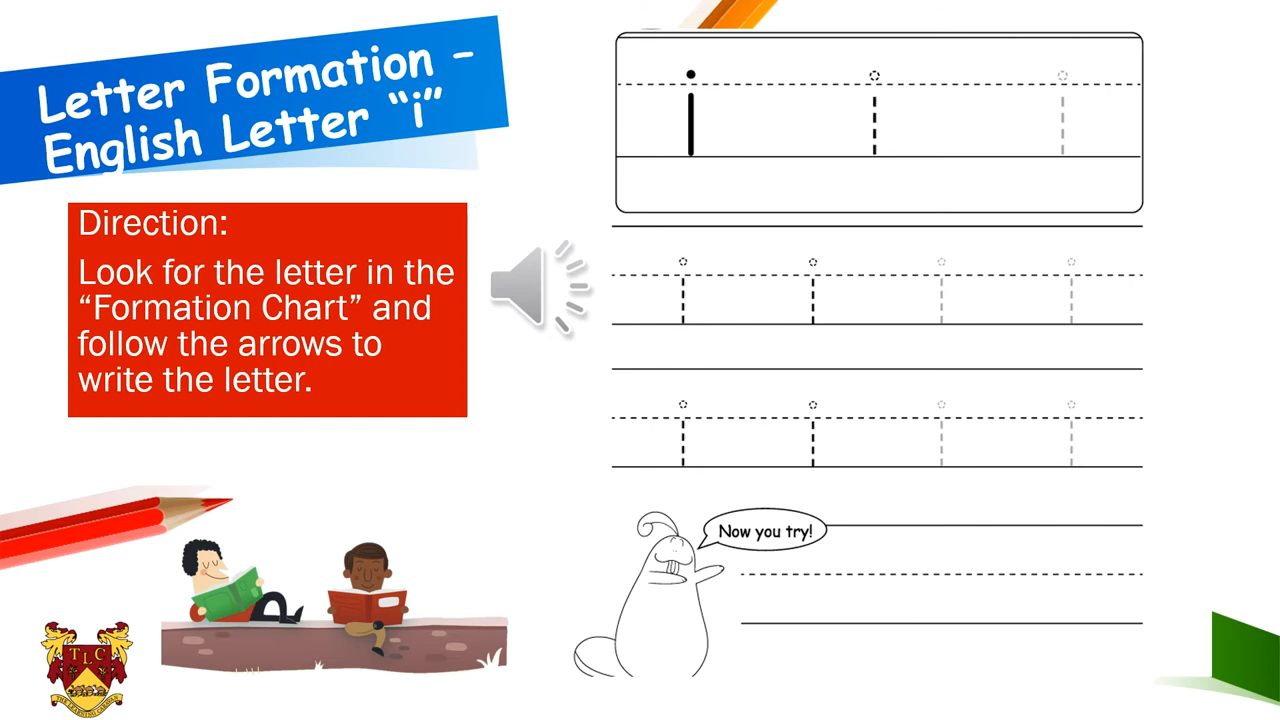 Letter Formation -
English Letter “i”
Direction:
Look for the letter in the
“Formation Chart” and
follow the arrows to
write the letter.
i i i
i i i i
i i i i
Now you try!
TLC